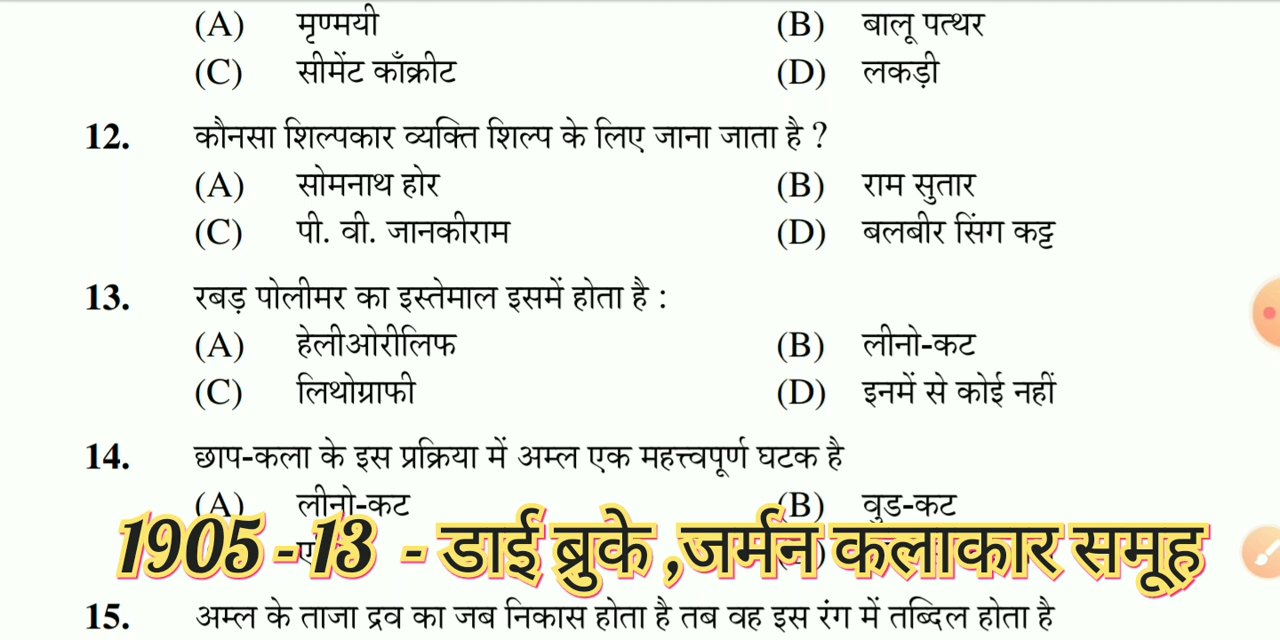 (A) मृण्मयी (B) बालू पत्थर
(C) सीमेंट काँक्रीट (D) लकड़ी
12. कौनसा शिल्पकार व्यक्ति शिल्प के लिए जाना जाता है ?
(A) सोमनाथ होर (B) राम सुतार
(C) पी. वी. जानकीराम (D) बलबीर सिंग कट्ट
13. रबड़ पोलीमर का इस्तेमाल इसमें होता है :
(A) हेलीओरीलिफ (B) लीनो-कट
(C) लिथोग्राफी (D) इनमें से कोई नहीं
14. छाप-कला के इस प्रक्रिया में अम्ल एक महत्त्वपूर्ण घटक है
(A) लीनो-कट (B) वुड-कट
1905 - 13 - डाई ब्रुके ,जर्मन कलाकार समूह
15. अम्ल के ताजा द्रव का जब निकास होता है तब वह इस रंग में तब्दिल होता है